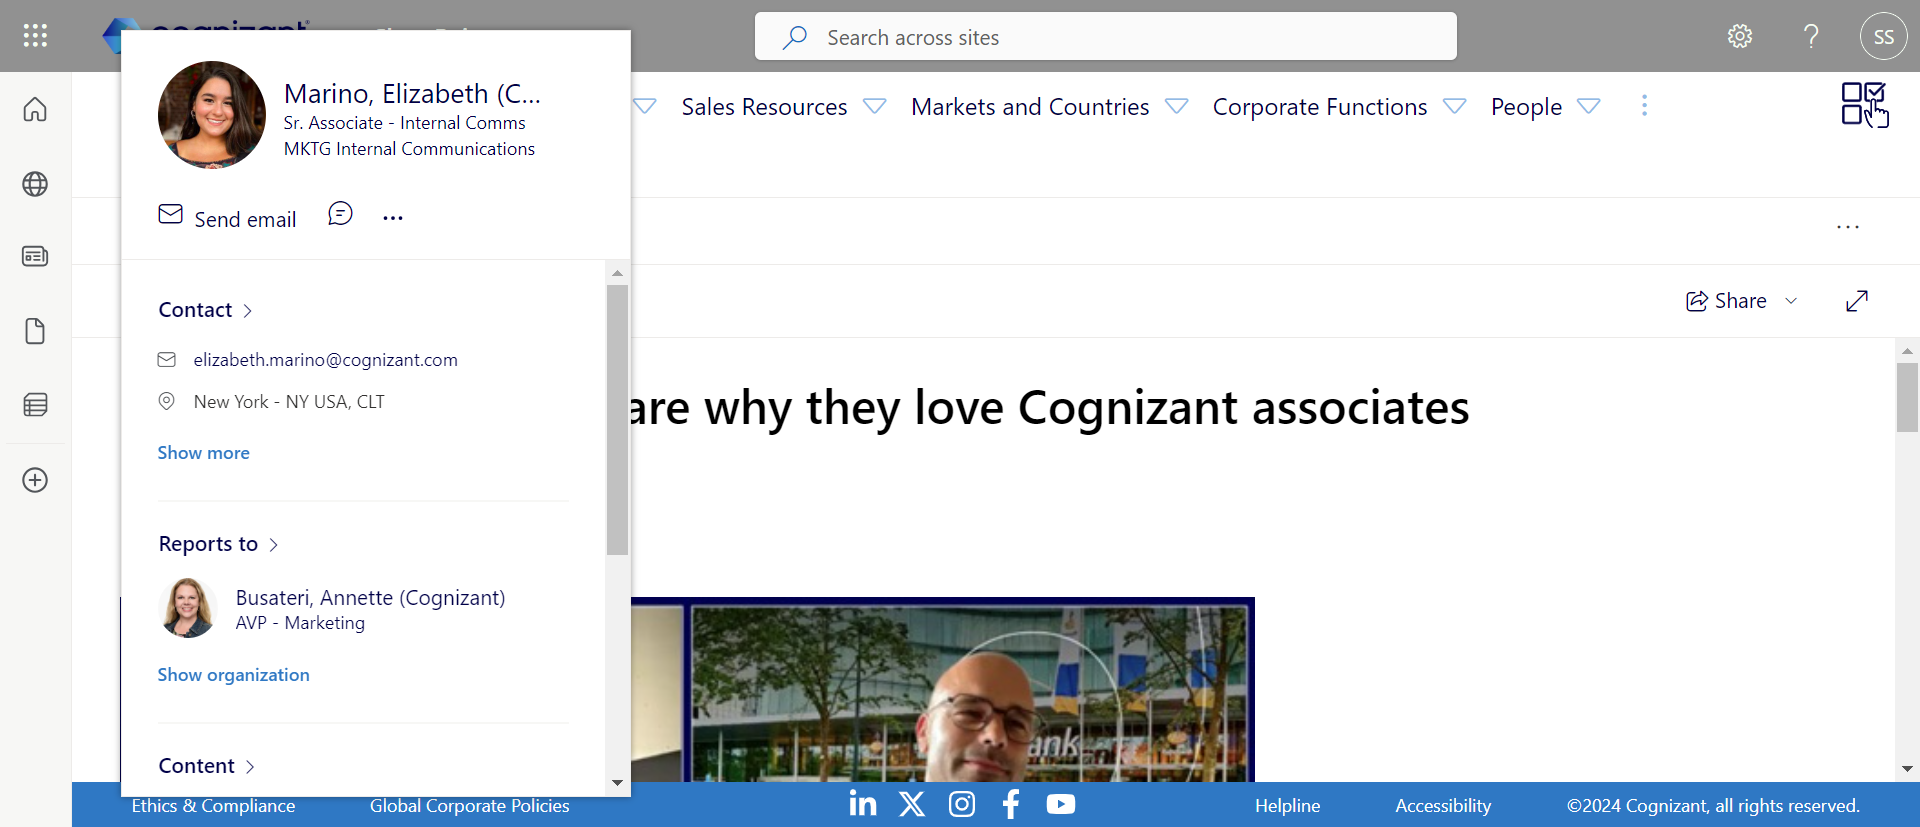 cognizant
Search across sites
SS
Marino, Elizabeth (C...
Sr. Associate - Internal Comms
MKTG Internal Communications
Sales Resources
Markets and Countries
Corporate Functions
People
Send email
Share
Contact
elizabeth.marino@cognizant.com
New York - NY USA, CLT
Show more
are why they love Cognizant associates
Reports to
Busateri, Annette (Cognizant)
AVP - Marketing
Show organization
Content
Ethics & Compliance
Global Corporate Policies
Helpline
Accessibility
©2024 Cognizant, all rights reserved.